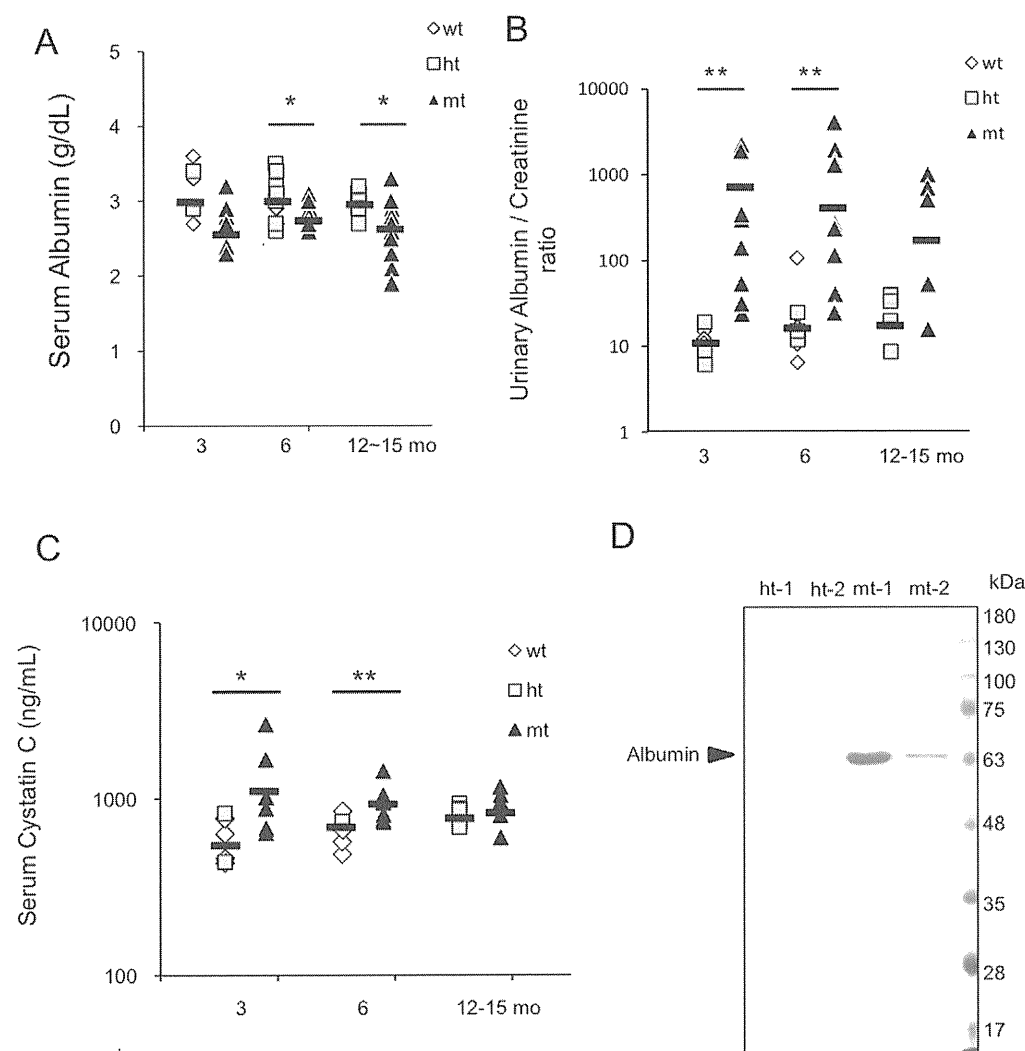 A
Serum Albumin (g/dL)
5
4
3
2
1
0
* *
3 6 12~15 mo
wt
ht
mt
B
Urinary Albumin / Creatinine
ratio
10000
1000
100
10
1
** **
3 6 12-15 mo
wt
ht
mt
C
Serum Cystatin C (ng/mL)
10000
1000
100
* **
3 6 12-15 mo
wt
ht
mt
D
ht-1 ht-2 mt-1 mt-2 kDa
Albumin
180
130
100
75
63
48
35
28
17